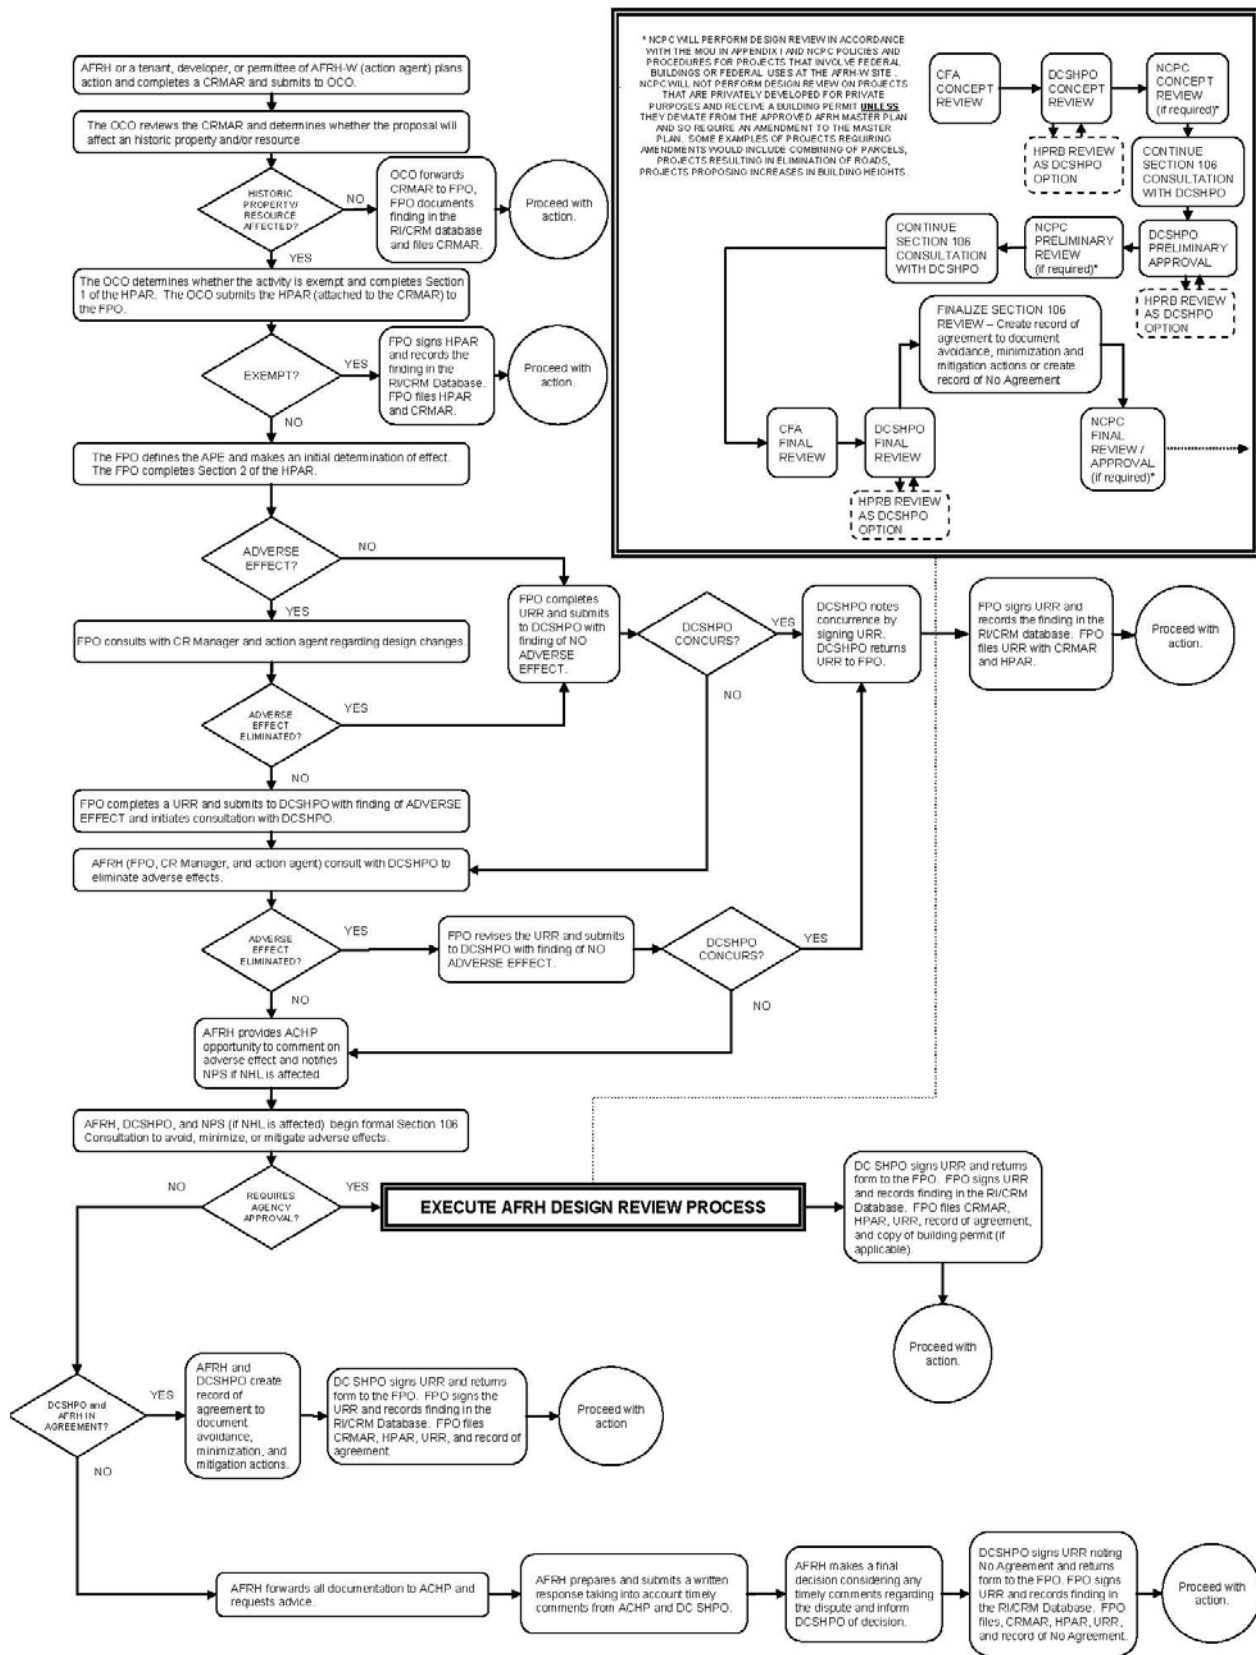 AFRH or a tenant, developer, or permittee of AFRH-W (action agent) plans
action and completes a CRMAR and submits to OCO.
The OCO reviews the CRMAR and determines whether the proposal will
affect an historic property and/or resource
HISTORIC
PROPERTY/
RESOURCE
AFFECTED?
NO
OCO forwards
CRMAR to FPO,
FPO documents
finding in the
RI/CRM database
and files CRMAR.
Proceed with
action.
YES
The OCO determines whether the activity is exempt and completes Section
1 of the HPAR. The OCO submits the HPAR (attached to the CRMAR) to
the FPO.
EXEMPT?
YES
FPO signs HPAR
and records the
finding in the
RI/CRM Database.
FPO files HPAR
and CRMAR.
Proceed with
action.
NO
The FPO defines the APE and makes an initial determination of effect.
The FPO completes Section 2 of the HPAR.
* NCPC WILL PERFORM DESIGN REVIEW IN ACCORDANCE
WITH THE MOU IN APPENDIX I AND NCPC POLICIES AND
PROCEDURES FOR PROJECTS THAT INVOLVE FEDERAL
BUILDINGS OR FEDERAL USES AT THE AFRH-W SITE .
NCPC WILL NOT PERFORM DESIGN REVIEW ON PROJECTS
THAT ARE PRIVATELY DEVELOPED FOR PRIVATE
PURPOSES AND RECEIVE A BUILDING PERMIT UNLESS
THEY DEVIATE FROM THE APPROVED AFRH MASTER PLAN
AND SO REQUIRE AN AMENDMENT TO THE MASTER
PLAN. SOME EXAMPLES OF PROJECTS REQUIRING
AMENDMENTS WOULD INCLUDE COMBINING OF PARCELS,
PROJECTS RESULTING IN ELIMINATION OF ROADS,
PROJECTS PROPOSING INCREASES IN BUILDING HEIGHTS.
CFA
CONCEPT
REVIEW
DCSHPO
CONCEPT
REVIEW
NCPC
CONCEPT
REVIEW
(if required)*
HPRB REVIEW
AS DCSHPO
OPTION
CONTINUE
SECTION 106
CONSULTATION
WITH DCSHPO
DCSHPO
PRELIMINARY
APPROVAL
HPRB REVIEW
AS DCSHPO
OPTION
NCPC
PRELIMINARY
REVIEW
(if required)*
CONTINUE
SECTION 106
CONSULTATION
WITH DCSHPO
CFA
FINAL
REVIEW
DCSHPO
FINAL
REVIEW
HPRB REVIEW
AS DCSHPO
OPTION
FINALIZE SECTION 106
REVIEW – Create record of
agreement to document
avoidance, minimization and
mitigation actions or create
record of No Agreement
NCPC
FINAL
REVIEW /
APPROVAL
(if required)*
ADVERSE
EFFECT?
NO
YES
FPO consults with CR Manager and action agent regarding design changes.
FPO completes
URR and submits
to DCSHPO with
finding of NO
ADVERSE
EFFECT.
DCSHPO
CONCURS?
YES
NO
DCSHPO notes
concurrence by
signing URR.
DCSHPO returns
URR to FPO.
FPO signs URR and
records the finding in the
RI/CRM database. FPO
files URR with CRMAR
and HPAR.
Proceed with
action.
ADVERSE
EFFECT
ELIMINATED?
YES
NO
FPO completes a URR and submits to DCSHPO with finding of ADVERSE
EFFECT and initiates consultation with DCSHPO.
AFRH (FPO, CR Manager, and action agent) consult with DCSHPO to
eliminate adverse effects.
ADVERSE
EFFECT
ELIMINATED?
YES
FPO revises the URR and submits
to DCSHPO with finding of NO
ADVERSE EFFECT.
DCSHPO
CONCURS?
YES
NO
NO
AFRH provides ACHP
opportunity to comment on
adverse effect and notifies
NPS if NHL is affected
AFRH, DCSHPO, and NPS (if NHL is affected) begin formal Section 106
Consultation to avoid, minimize, or mitigate adverse effects.
REQUIRES
AGENCY
APPROVAL?
NO
YES
EXECUTE AFRH DESIGN REVIEW PROCESS
DC SHPO signs URR and returns
form to the FPO. FPO signs URR
and records finding in the RI/CRM
Database. FPO files CRMAR,
HPAR, URR, record of agreement,
and copy of building permit (if
applicable).
Proceed with
action.
DCSHPO and
AFRH IN
AGREEMENT?
YES
AFRH and
DCSHPO create
record of
agreement to
document
avoidance,
minimization, and
mitigation actions.
DC SHPO signs URR and returns
form to the FPO. FPO signs the
URR and records finding in the
RI/CRM Database. FPO files
CRMAR, HPAR, URR, and record of
agreement.
Proceed with
action
NO
AFRH forwards all documentation to ACHP and
requests advice.
AFRH prepares and submits a written
response taking into account timely
comments from ACHP and DC SHPO.
AFRH makes a final
decision considering any
timely comments regarding
the dispute and inform
DCSHPO of decision.
DCSHPO signs URR noting
No Agreement and returns
form to the FPO. FPO signs
URR and records finding in
the RI/CRM Database. FPO
files, CRMAR, HPAR, URR,
and record of No Agreement.
Proceed with
action.